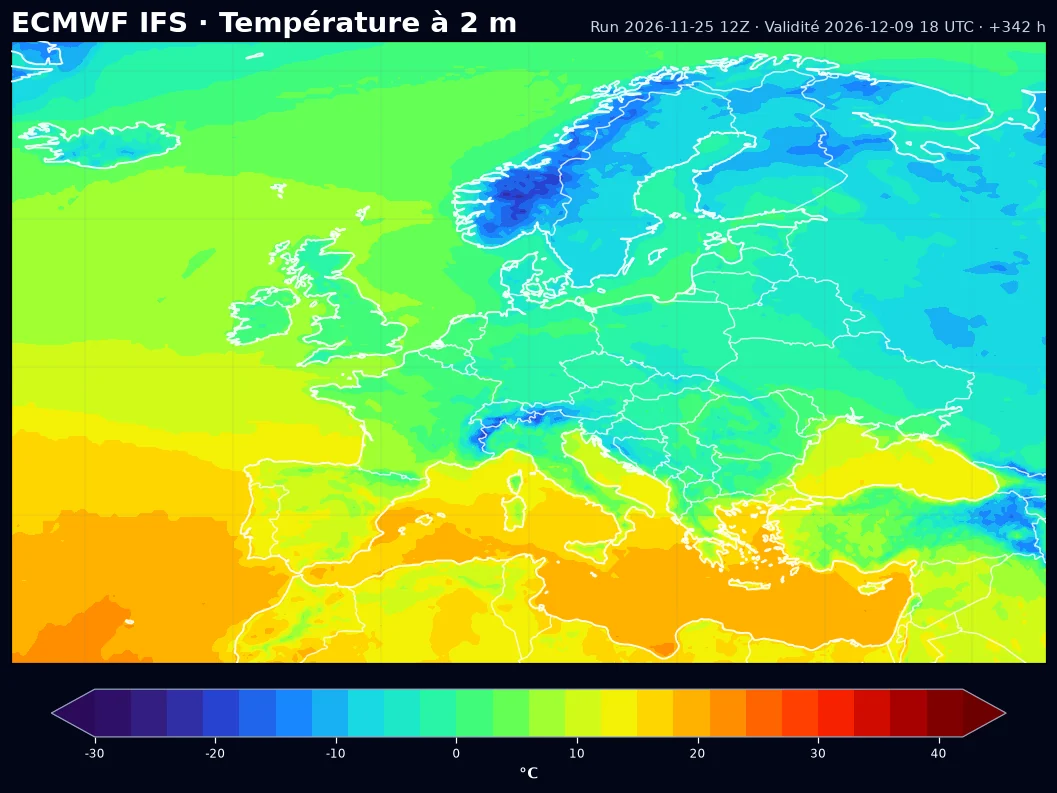 ECMWF IFS · Température à 2 m
Run 2026-11-25 12Z · Validité 2026-12-09 18 UTC · +342 h
-30 -20 -10 0 10 20 30 40
°C